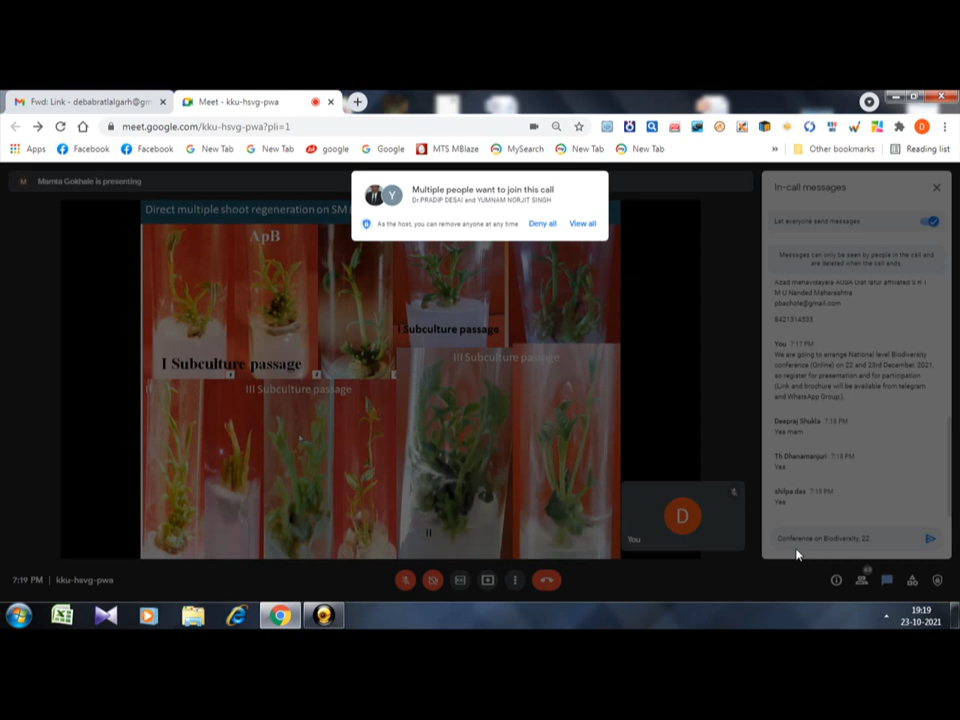 Fwd: Link - debabratlalgarh@gm
Meet - kku-hsvg-pwa
meet.google.com/kku-hsvg-pwa?pli=1
D
Apps
Facebook
Facebook
New Tab
New Tab
google
Google
MTS MBlaze
MySearch
New Tab
New Tab
»
Other bookmarks
Reading list
M
Mamta Gokhale is presenting
Y
Multiple people want to join this call
Dr.PRADIP DESAI and YUMNAM NORJIT SINGH
As the host, you can remove anyone at any time
Deny all
View all
Direct multiple shoot regeneration on SM
ApB
I Subculture passage
I Subculture passage
III Subculture passage
III Subculture passage
II
D
You
In-call messages
Let everyone send messages
Messages can only be seen by people in the call and
are deleted when the call ends.
Azad mahavidayale AUSA Dist latur affiliated S R T
M U Nanded Maharashtra
pbachole@gmail.com
8421314533
You 7:17 PM
We are going to arrange National level Biodiversity
conference (Online) on 22 and 23rd December, 2021,
so register for presentation and for participation
(Link and brochure will be available from telegram
and WhatsApp Group,).
Deepraj Shukla 7:18 PM
Yes mam
Th Dhanamanjuri 7:18 PM
Yes
shilpa das 7:19 PM
Yes
Conference on Biodiversity, 22
7:19 PM | kku-hsvg-pwa
63
19:19
23-10-2021